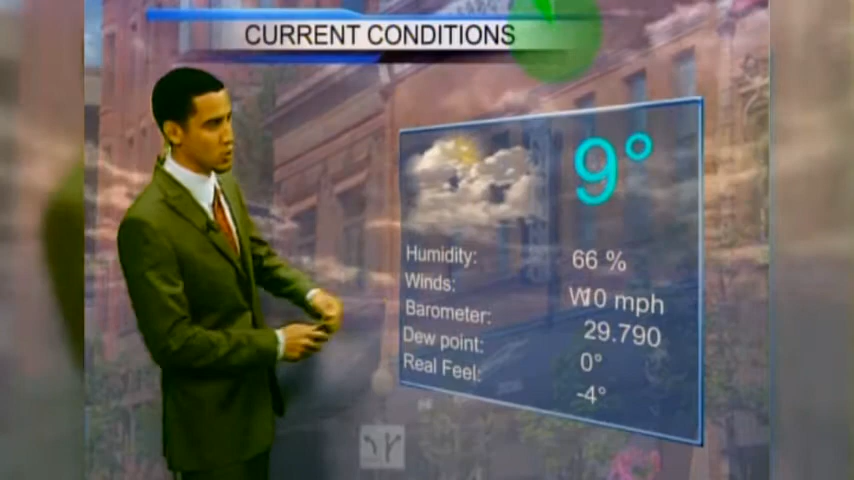 CURRENT CONDITIONS
9°
Humidity: 66 %
Winds: W10 mph
Barometer: 29.790
Dew point: 0°
Real Feel: -4°